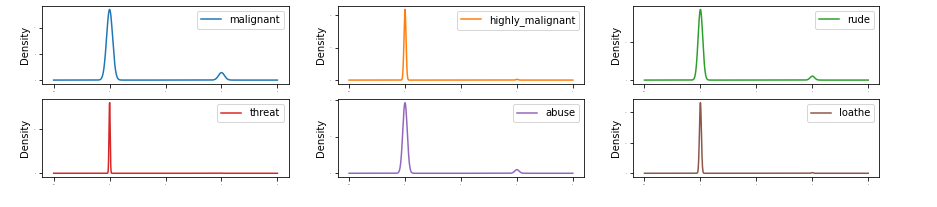 malignant
highly_malignant
rude
Density
Density
Density
threat
abuse
loathe
Density
Density
Density